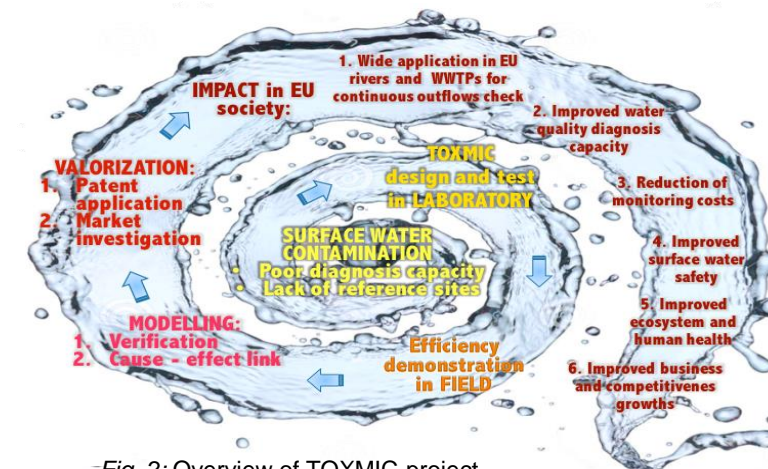 SURFACE WATER
CONTAMINATION
• Poor diagnosis capacity
• Lack of reference sites
TOXMIC
design and test
in LABORATORY
Efficiency
demonstration
in FIELD
MODELLING:
1. Verification
2. Cause - effect link
VALORIZATION:
1. Patent
application
2. Market
investigation
IMPACT in EU
society:
1. Wide application in EU
rivers and WWTPs for
continuous outflows check
2. Improved water
quality diagnosis
capacity
3. Reduction of
monitoring costs
4. Improved
surface water
safety
5. Improved
ecosystem and
human health
6. Improved business
and competitivenes
growths
Fig. 2: Overview of TOXMIC project